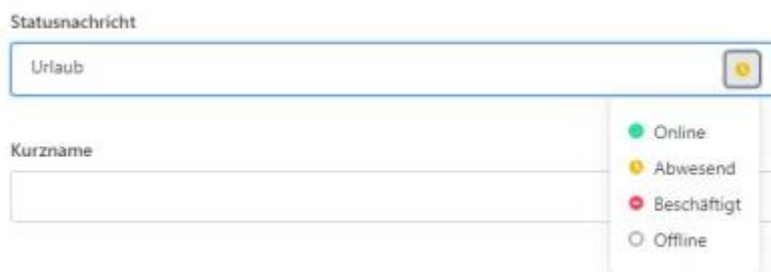 Statusnachricht
Urlaub
Online
Kurzname
Abwesend
Beschäftigt
Offline